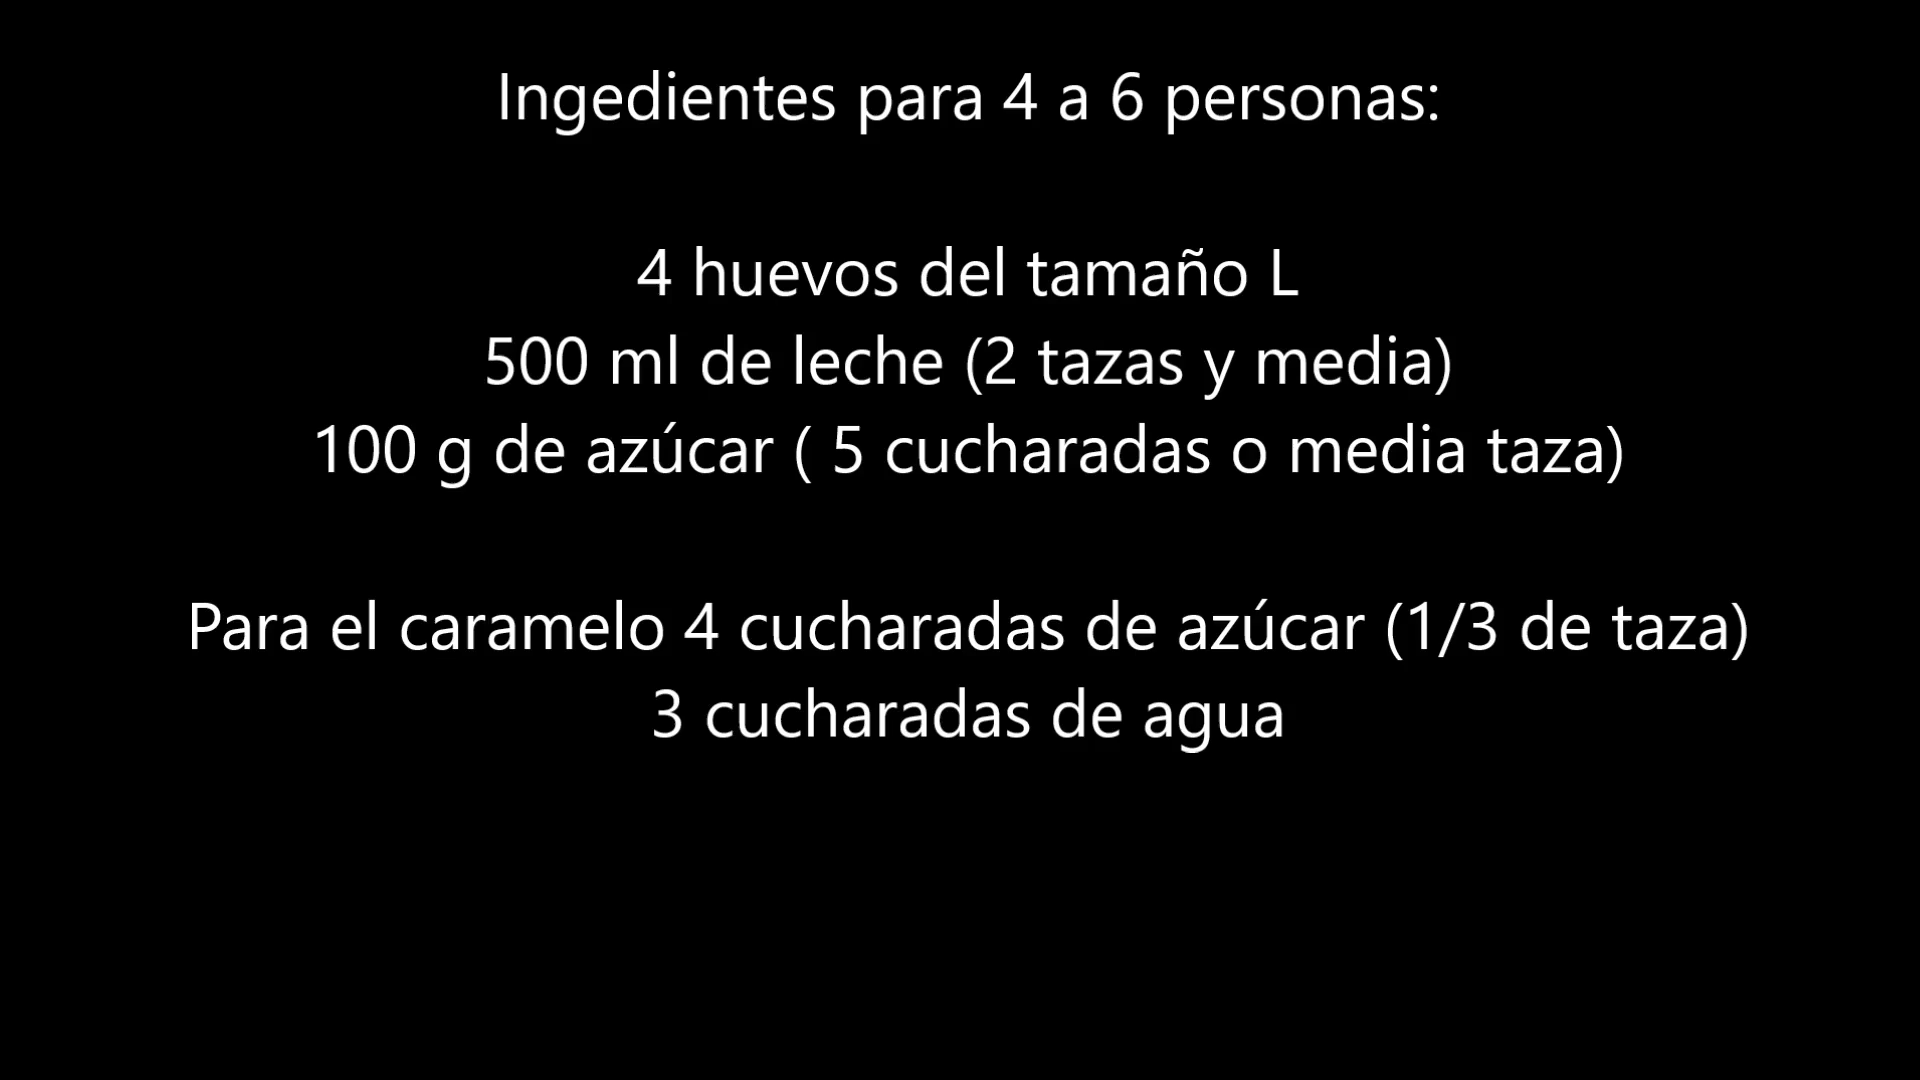 Ingedientes para 4 a 6 personas:
4 huevos del tamaño L
500 ml de leche (2 tazas y media)
100 g de azúcar ( 5 cucharadas o media taza)
Para el caramelo 4 cucharadas de azúcar (1/3 de taza)
3 cucharadas de agua